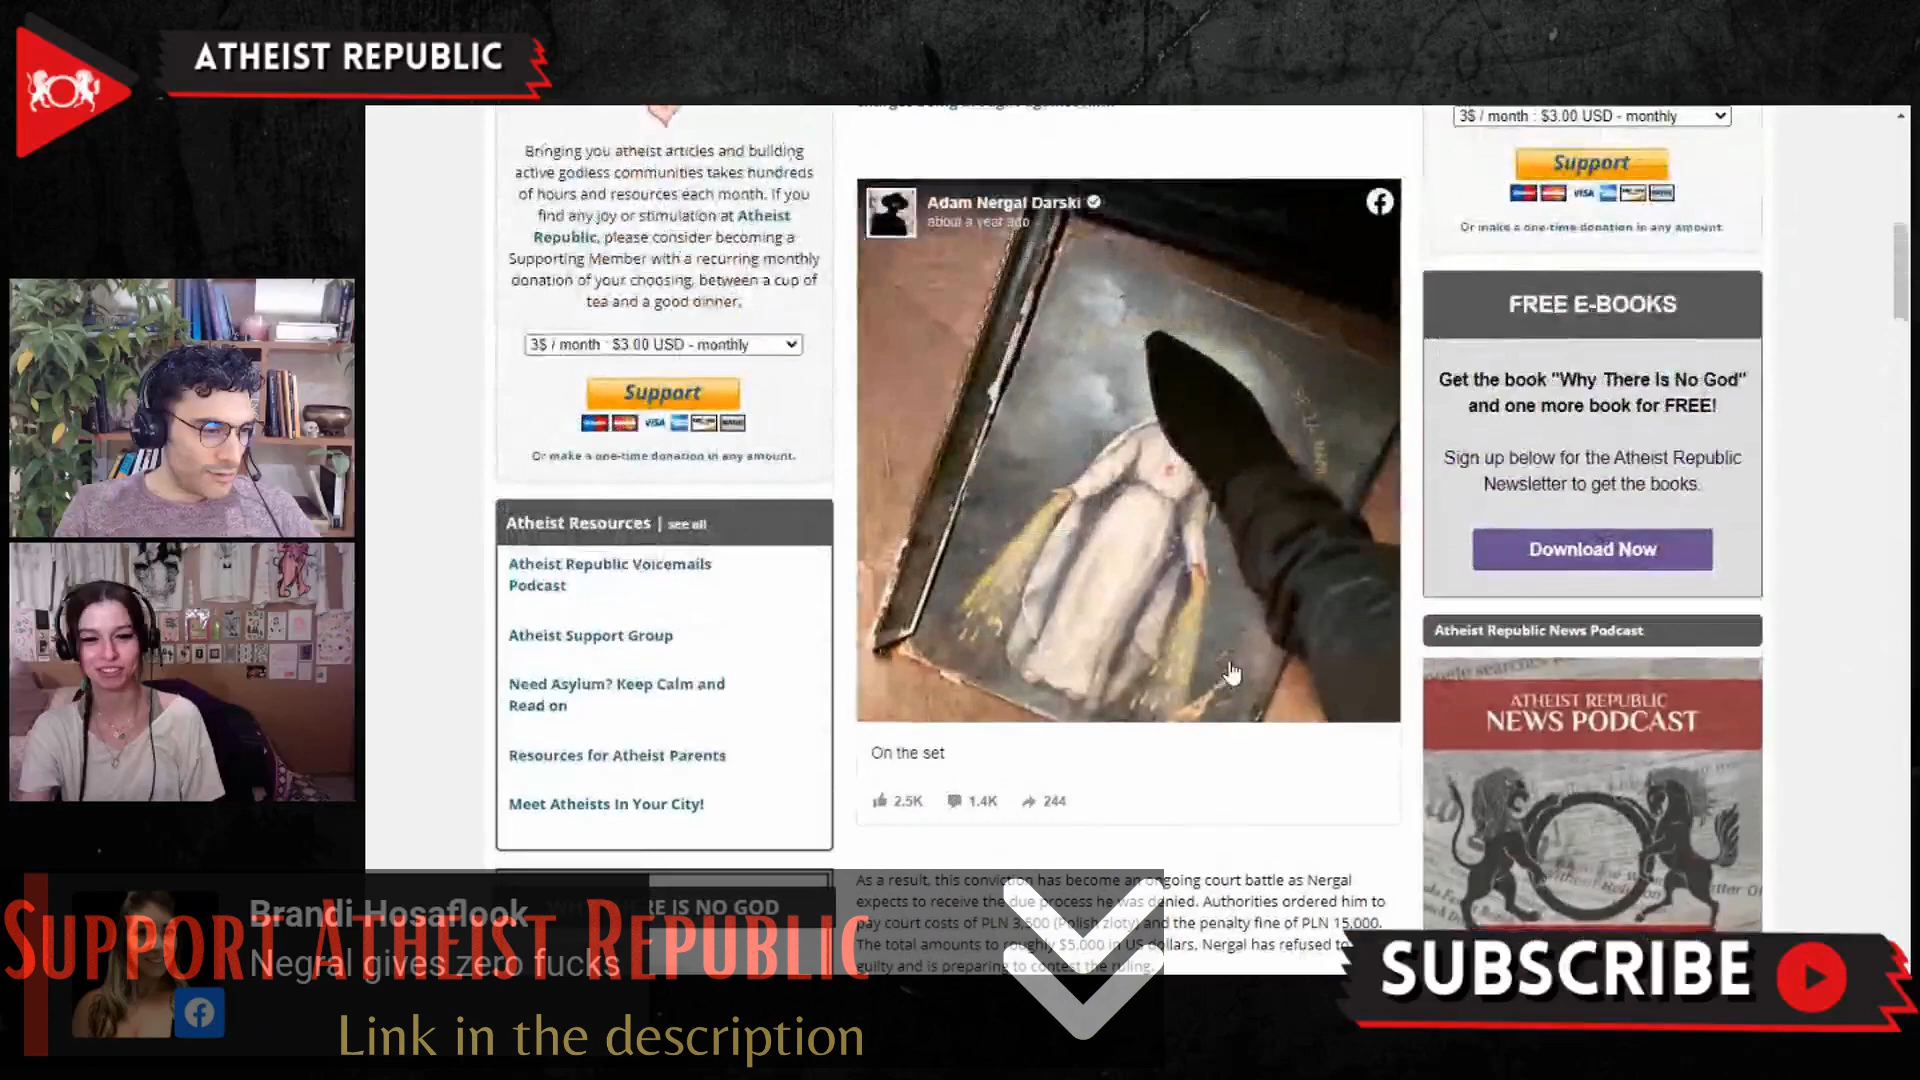 ATHEIST REPUBLIC
Bringing you atheist articles and building
active godless communities takes hundreds
of hours and resources each month. If you
find any joy or stimulation at Atheist
Republic, please consider becoming a
Supporting Member with a recurring monthly
donation of your choosing, between a cup of
tea and a good dinner.
3$ / month : $3.00 USD - monthly
Support
VISA
Or make a one-time donation in any amount.
Atheist Resources | see all
Atheist Republic Voicemails
Podcast
Atheist Support Group
Need Asylum? Keep Calm and
Read on
Resources for Atheist Parents
Meet Atheists In Your City!
Adam Nergal Darski
about a year ago
On the set
2.5K 1.4K 244
As a result, this conviction has become an ongoing court battle as Nergal
expects to receive the due process he was denied. Authorities ordered him to
pay court costs of PLN 3,500 (Polish zloty) and the penalty fine of PLN 15,000.
The total amounts to roughly $5,000 in US dollars. Nergal has refused to
guilty and is preparing to contest the ruling.
3$ / month : $3.00 USD - monthly
Support
VISA
Or make a one-time donation in any amount.
FREE E-BOOKS
Get the book "Why There Is No God"
and one more book for FREE!
Sign up below for the Atheist Republic
Newsletter to get the books.
Download Now
Atheist Republic News Podcast
ATHEIST REPUBLIC
NEWS PODCAST
IS NO GOD
Brandi Hosaflook
Negral gives zero fucks
SUPPORT ATHEIST REPUBLIC
Link in the description
SUBSCRIBE